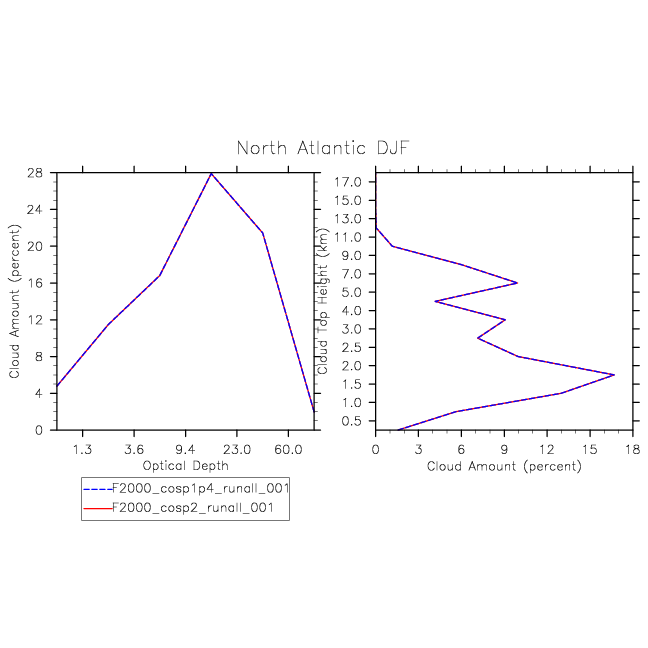 North Atlantic DJF
Cloud Amount (percent)
28
24
20
16
12
8
4
0
1.3 3.6 9.4 23.0 60.0
Optical Depth
Cloud Top Height (km)
17.0
15.0
13.0
11.0
9.0
7.0
5.0
4.0
3.0
2.5
2.0
1.5
1.0
0.5
0 3 6 9 12 15 18
Cloud Amount (percent)
F2000_cosp1p4_runall_001
F2000_cosp2_runall_001